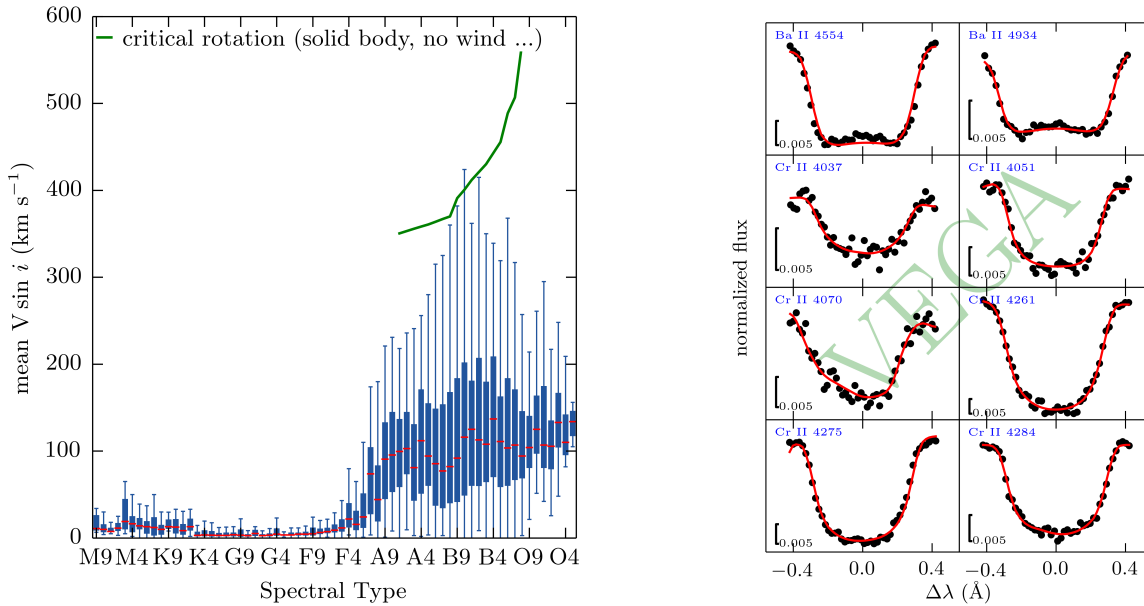 600
500
400
300
200
100
0
mean V sin i (km s⁻¹)
critical rotation (solid body, no wind ...)
M9 M4 K9 K4 G9 G4 F9 F4 A9 A4 B9 B4 O9 O4
Spectral Type
normalized flux
Ba II 4554
0.005
Ba II 4934
0.005
Cr II 4037
0.005
Cr II 4051
0.005
Cr II 4070
0.005
Cr II 4261
0.005
Cr II 4275
0.005
Cr II 4284
0.005
VEGA
−0.4 0.0 0.4 −0.4 0.0 0.4
Δλ (Å)